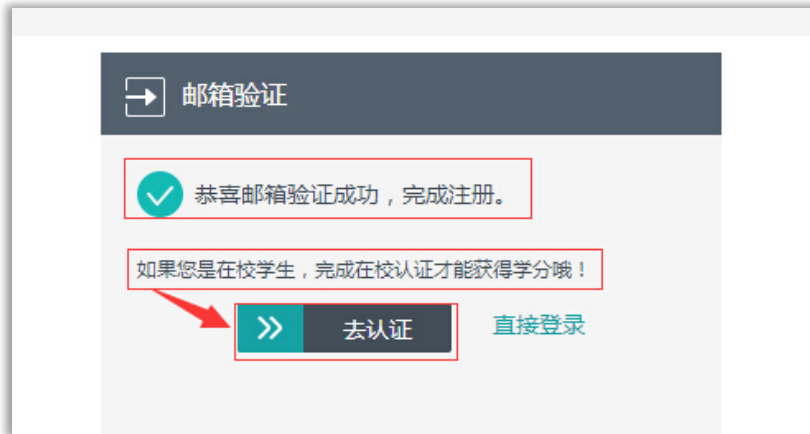 邮箱验证
恭喜邮箱验证成功，完成注册。
如果您是在校学生，完成在校认证才能获得学分哦！
去认证
直接登录